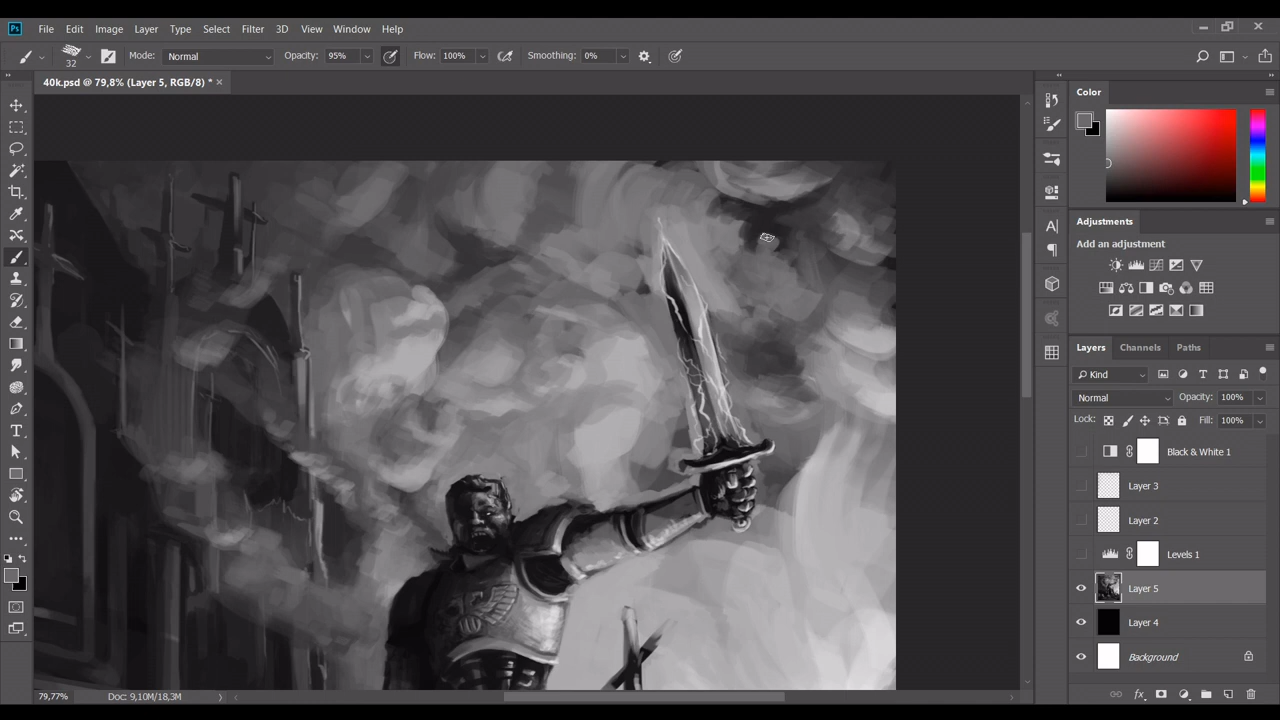 Ps File Edit Image Layer Type Select Filter 3D View Window Help
32 Mode: Normal Opacity: 95% Flow: 100% Smoothing: 0%
40k.psd @ 79,8% (Layer 5, RGB/8) *
Color
Adjustments
Add an adjustment
Layers Channels Paths
Kind
Normal Opacity: 100%
Lock: Fill: 100%
Black & White 1
Layer 3
Layer 2
Levels 1
Layer 5
Layer 4
Background
79,77% Doc: 9,10M/18,3M